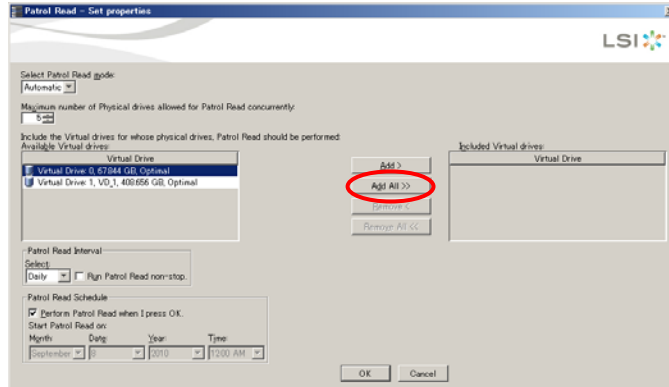 Patrol Read - Set properties
LSI
Select Patrol Read mode:
Automatic
Maximum number of Physical drives allowed for Patrol Read concurrently:
5
Include the Virtual drives for whose physical drives, Patrol Read should be performed:
Available Virtual drives:
Virtual Drive
Virtual Drive: 0, 67.844 GB, Optimal
Virtual Drive: 1, VD_1, 408.656 GB, Optimal
Add >
Add All >>
Remove <
Remove All <<
Included Virtual drives:
Virtual Drive
Patrol Read Interval
Select:
Daily
Run Patrol Read non-stop.
Patrol Read Schedule
Perform Patrol Read when I press OK.
Start Patrol Read on:
Month: Date: Year: Time:
September 8 2010 12:00 AM
OK Cancel